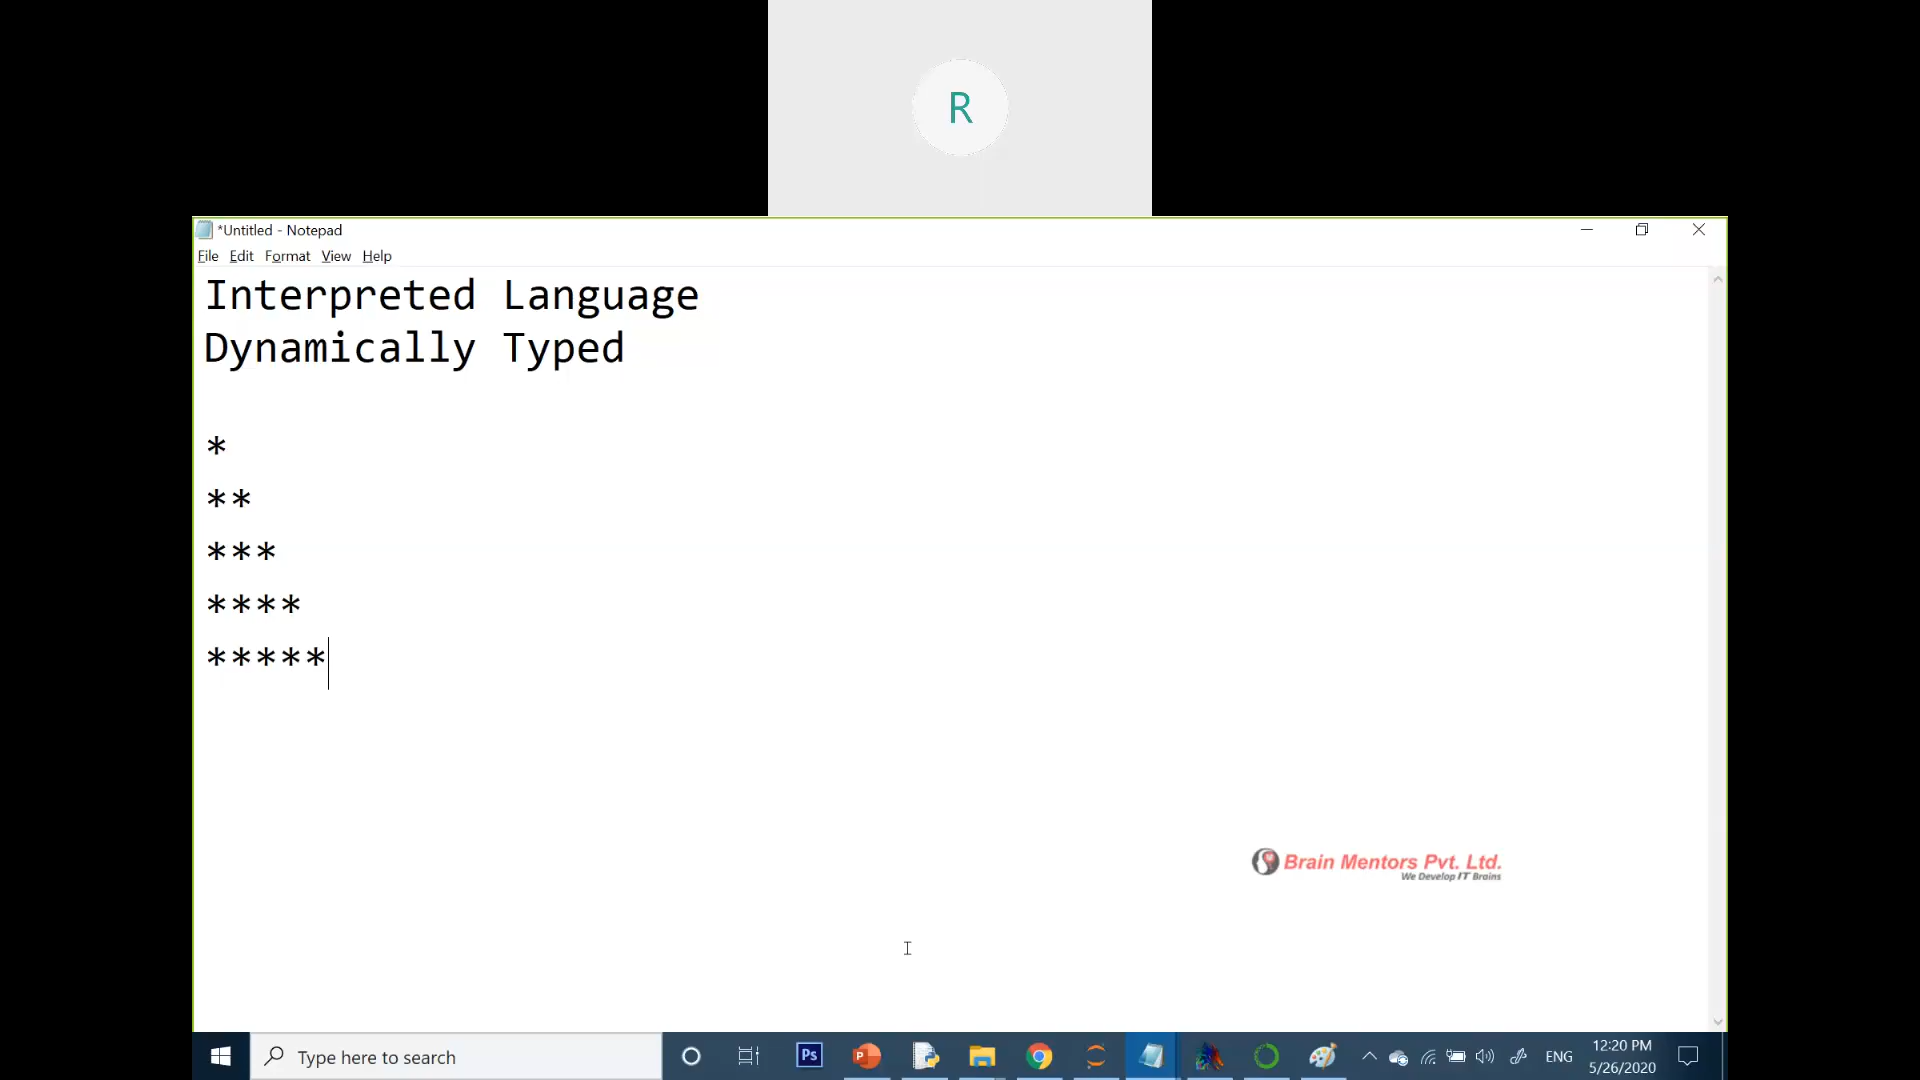 R
*Untitled - Notepad
File Edit Format View Help
Interpreted Language
Dynamically Typed
*
**
***
****
*****
Brain Mentors Pvt. Ltd.
We Develop IT Brains
Type here to search
Ps
P
ENG
12:20 PM
5/26/2020